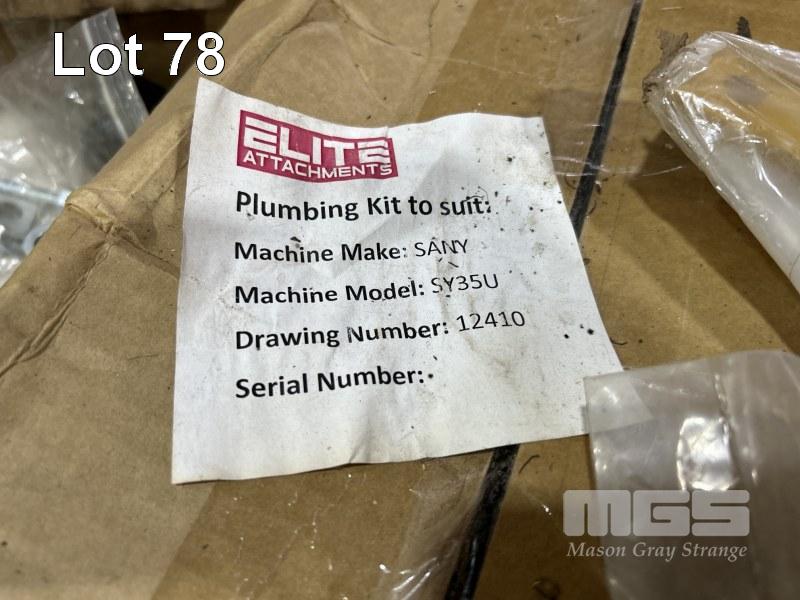 Lot 78
ELITE
ATTACHMENTS
Plumbing Kit to suit:
Machine Make: SANY
Machine Model: SY35U
Drawing Number: 12410
Serial Number:
MGS
Mason Gray Strange